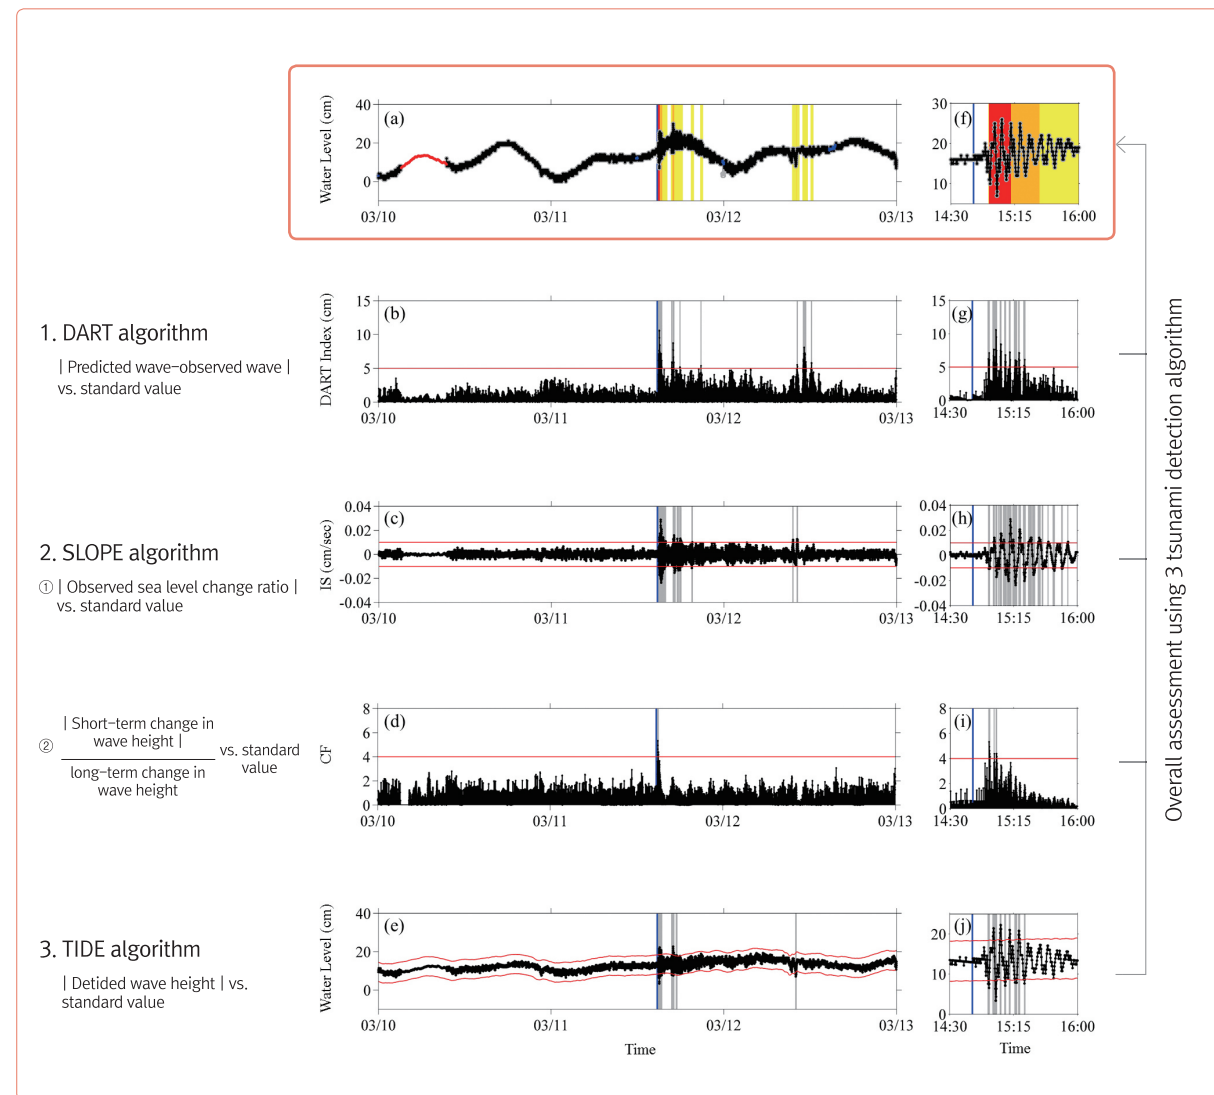 40
20
0
Water Level (cm)
(a)
03/10
03/11
03/12
03/13
30
20
10
(f)
14:30
15:15
16:00
1. DART algorithm
| Predicted wave-observed wave |
vs. standard value
15
10
5
0
DART Index (cm)
(b)
03/10
03/11
03/12
03/13
15
10
5
0
(g)
14:30
15:15
16:00
2. SLOPE algorithm
① | Observed sea level change ratio |
vs. standard value
0.04
0.02
0
-0.02
-0.04
IS (cm/sec)
(c)
03/10
03/11
03/12
03/13
0.04
0.02
0
-0.02
-0.04
(h)
14:30
15:15
16:00
②
| Short-term change in
wave height |
long-term change in
wave height
vs. standard
value
8
6
4
2
0
CF
(d)
03/10
03/11
03/12
03/13
8
6
4
2
0
(i)
14:30
15:15
16:00
3. TIDE algorithm
| Detided wave height | vs.
standard value
40
20
0
Water Level (cm)
(e)
03/10
03/11
03/12
03/13
Time
20
10
0
(j)
14:30
15:15
16:00
Time
Overall assessment using 3 tsunami detection algorithm